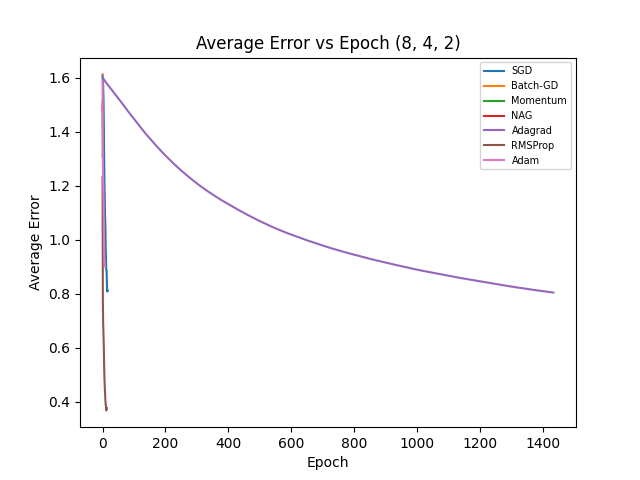 Average Error vs Epoch (8, 4, 2)
SGD
Batch-GD
Momentum
NAG
Adagrad
RMSProp
Adam
1.6
1.4
1.2
1.0
0.8
0.6
0.4
Average Error
0 200 400 600 800 1000 1200 1400
Epoch